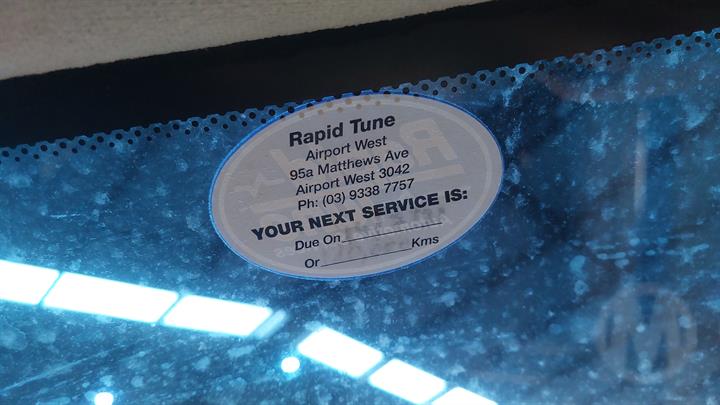 Rapid Tune
Airport West
95a Matthews Ave
Airport West 3042
Ph: (03) 9338 7757
YOUR NEXT SERVICE IS:
Due On
Or Kms
M